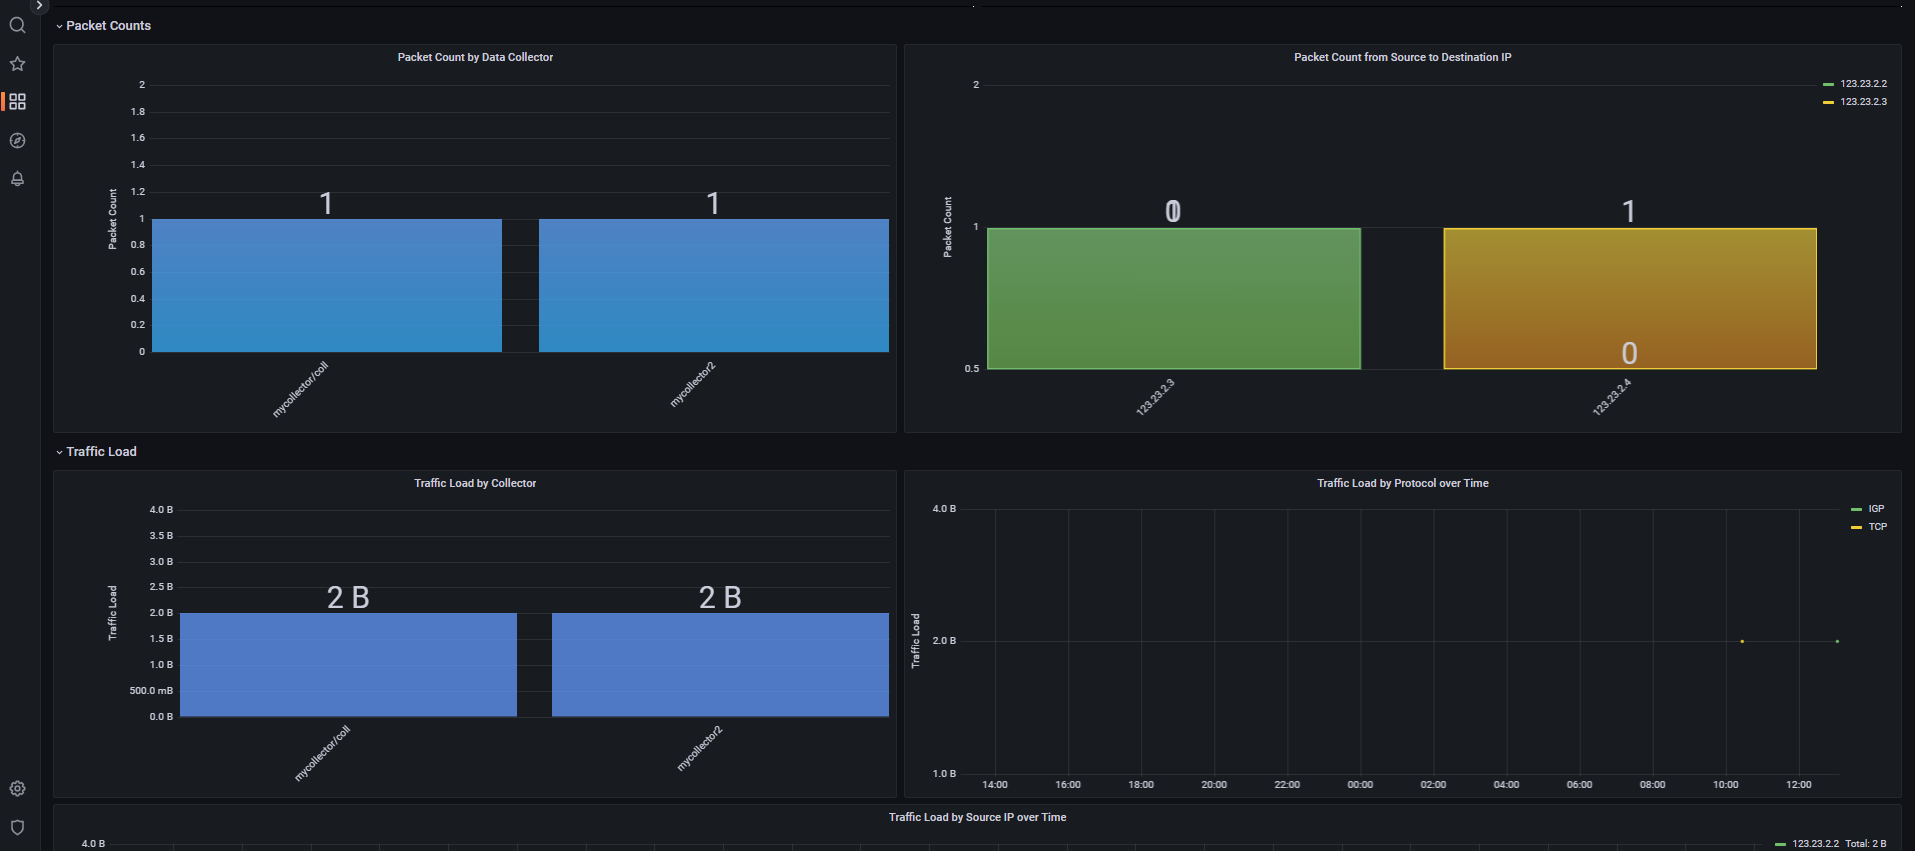 Packet Counts
Packet Count by Data Collector
2
1.8
1.6
1.4
1.2
1
0.8
0.6
0.4
0.2
0
Packet Count
1
1
mycollector/coll
mycollector2
Packet Count from Source to Destination IP
2
1
0.5
Packet Count
1
0
123.23.2.3
123.23.2.4
123.23.2.2
123.23.2.3
Traffic Load
Traffic Load by Collector
4.0 B
3.5 B
3.0 B
2.5 B
2.0 B
1.5 B
1.0 B
500.0 mB
0.0 B
Traffic Load
2 B
2 B
mycollector/coll
mycollector2
Traffic Load by Protocol over Time
4.0 B
2.0 B
1.0 B
Traffic Load
14:00 16:00 18:00 20:00 22:00 00:00 02:00 04:00 06:00 08:00 10:00 12:00
IGP
TCP
Traffic Load by Source IP over Time
4.0 B
123.23.2.2 Total: 2 B